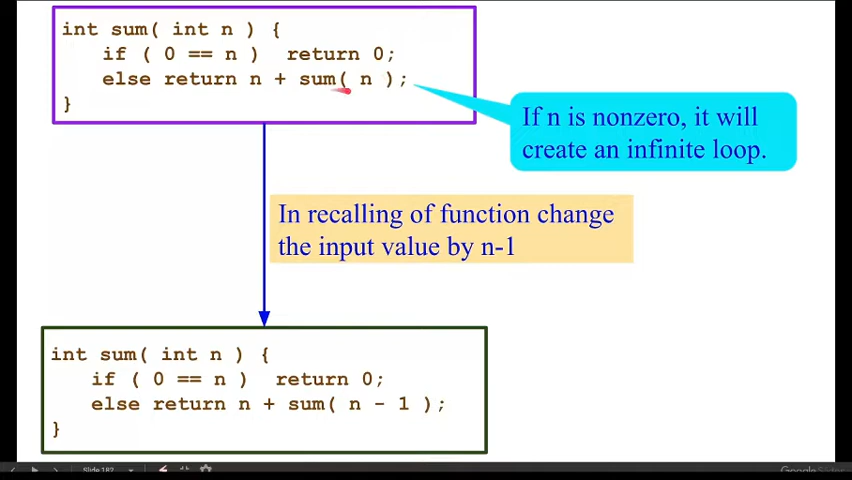 int sum( int n ) {
if ( 0 == n ) return 0;
else return n + sum( n );
}
If n is nonzero, it will
create an infinite loop.
In recalling of function change
the input value by n-1
int sum( int n ) {
if ( 0 == n ) return 0;
else return n + sum( n - 1 );
}
Slide 182
Google Slides